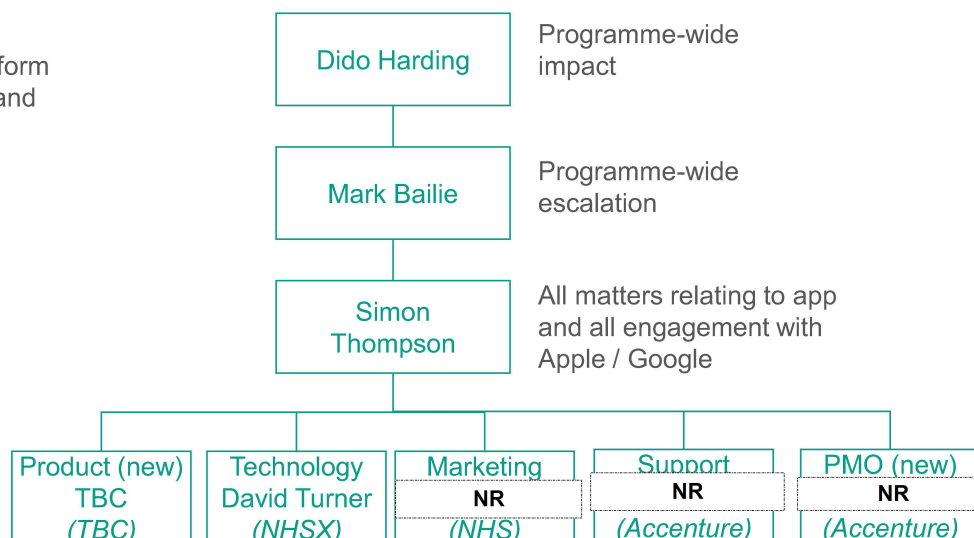 form
and
Dido Harding
Programme-wide
impact
Mark Bailie
Programme-wide
escalation
Simon
Thompson
All matters relating to app
and all engagement with
Apple / Google
Product (new)
TBC
(TBC)
Technology
David Turner
(NHSX)
Marketing
NR
(NHS)
Support
NR
(Accenture)
PMO (new)
NR
(Accenture)